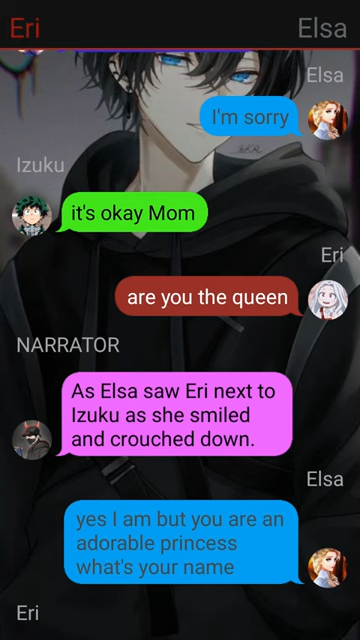 Eri Elsa
Elsa
I'm sorry
Izuku
it's okay Mom
Eri
are you the queen
NARRATOR
As Elsa saw Eri next to
Izuku as she smiled
and crouched down.
Elsa
yes I am but you are an
adorable princess
what's your name
Eri